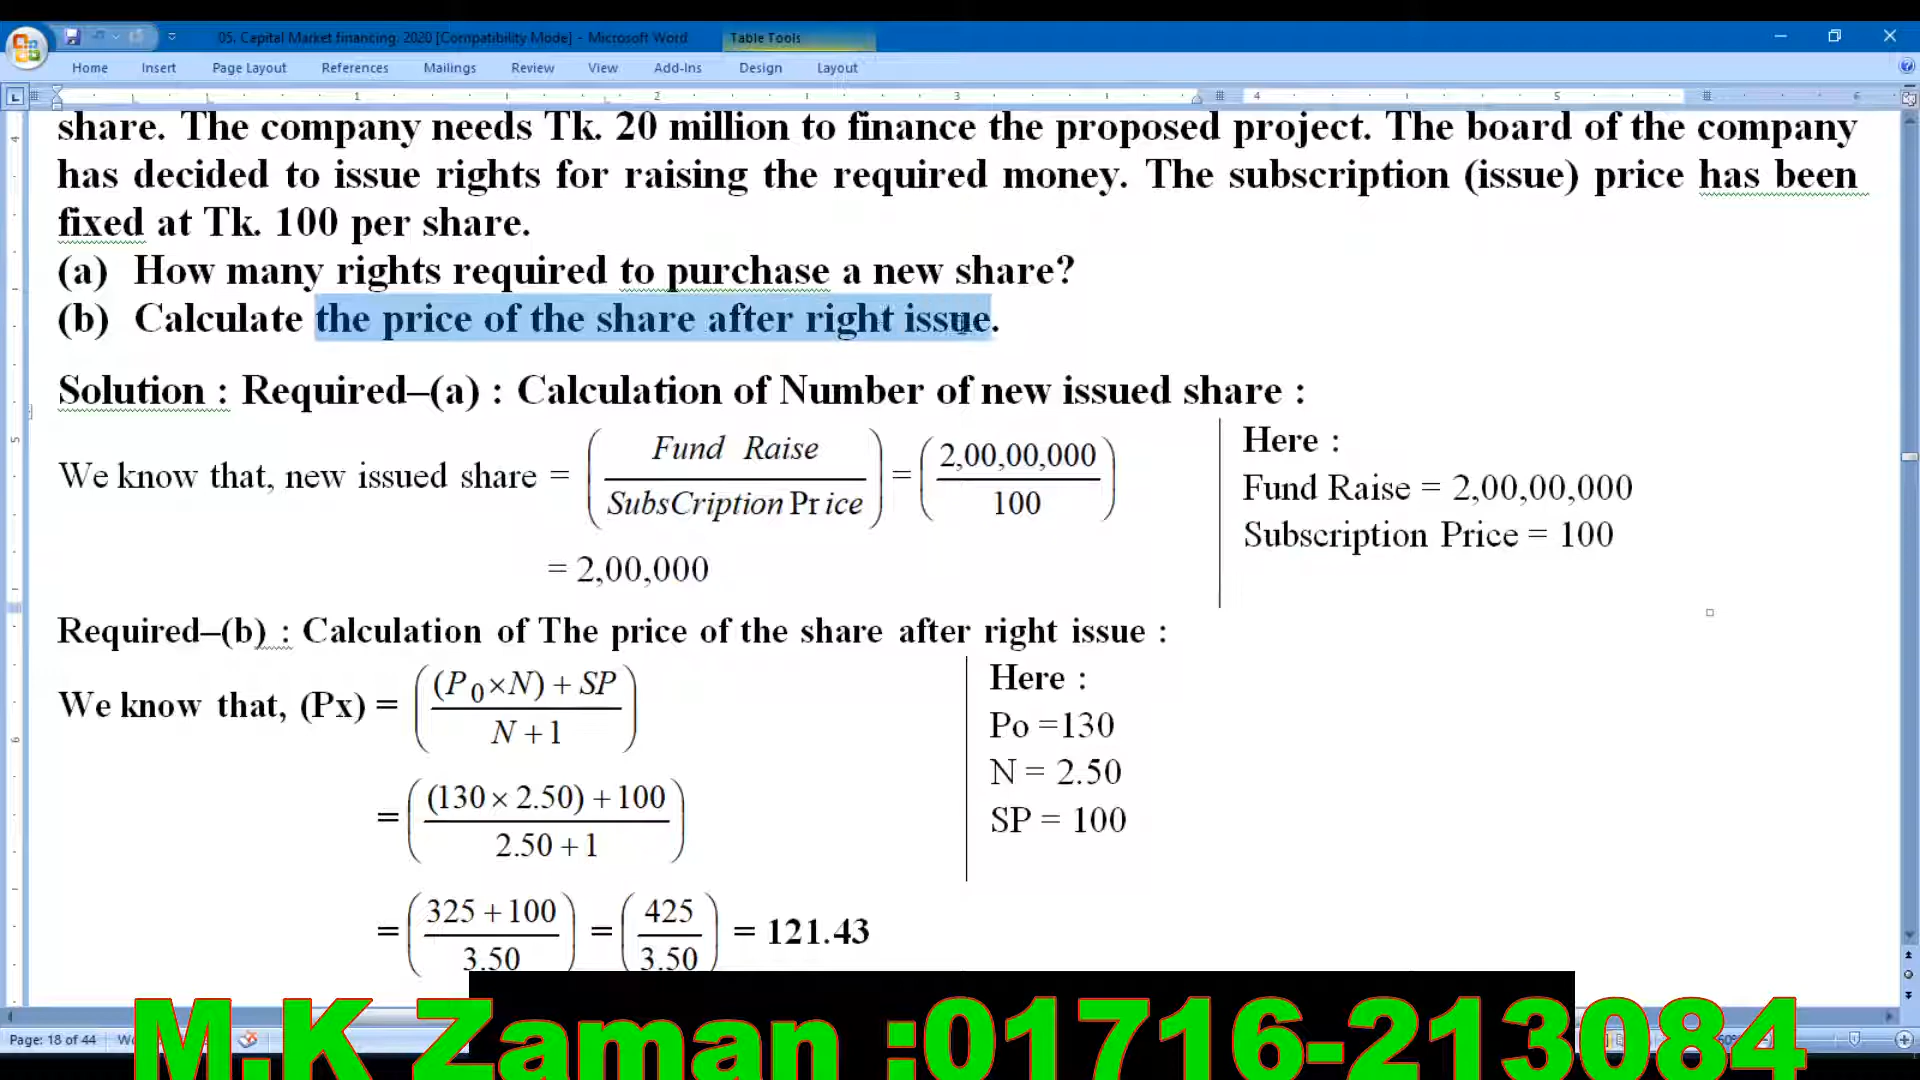 05. Capital Market financing. 2020 [Compatibility Mode] - Microsoft Word
Table Tools
Home Insert Page Layout References Mailings Review View Add-Ins Design Layout
1 2 3 4 5 6
share. The company needs Tk. 20 million to finance the proposed project. The board of the company
has decided to issue rights for raising the required money. The subscription (issue) price has been
fixed at Tk. 100 per share.
(a) How many rights required to purchase a new share?
(b) Calculate the price of the share after right issue.
Solution : Required–(a) : Calculation of Number of new issued share :
We know that, new issued share = (Fund Raise / SubsCription Price) = (2,00,00,000 / 100)
= 2,00,000
Here :
Fund Raise = 2,00,00,000
Subscription Price = 100
Required–(b) : Calculation of The price of the share after right issue :
We know that, (Px) = ((P0×N) + SP / N + 1)
= ((130 × 2.50) + 100 / 2.50 + 1)
= (325 + 100 / 3.50) = (425 / 3.50) = 121.43
Here :
Po =130
N = 2.50
SP = 100
Page: 18 of 44
M.K Zaman :01716-213084